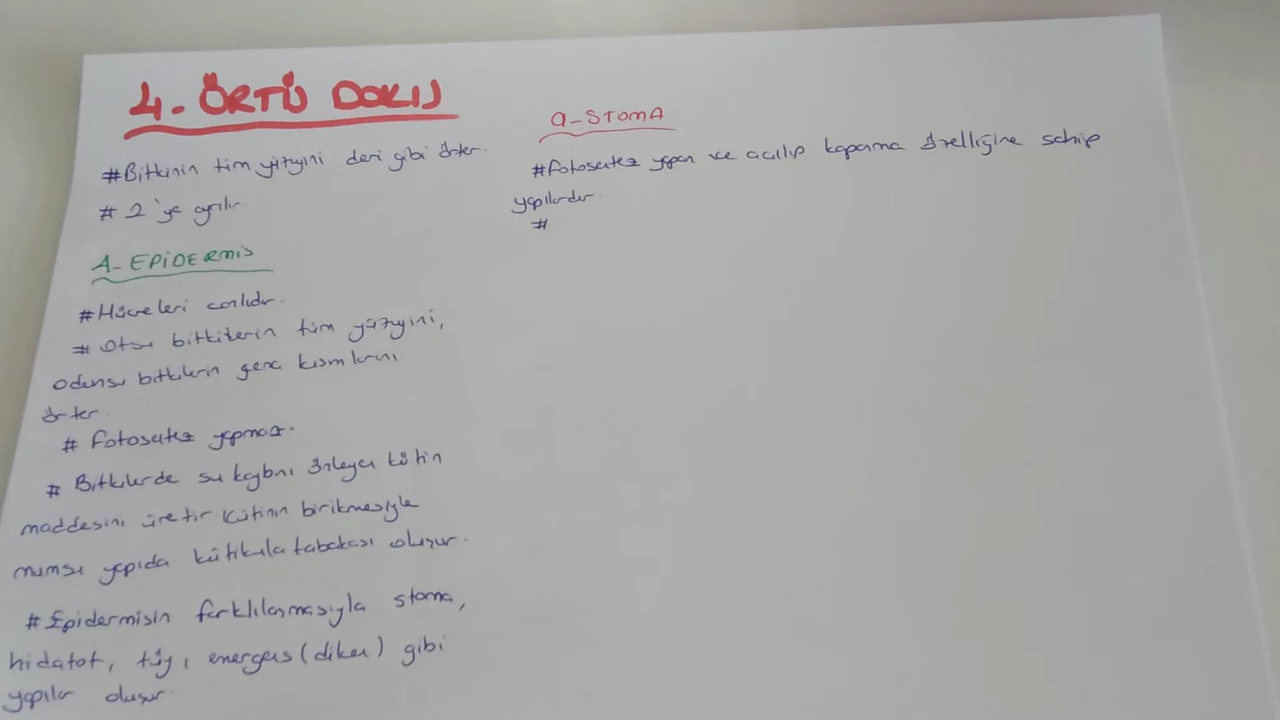 4- ÖRTÜ DOKU
#Bitkinin tüm yüzeyini deri gibi örter.
# 2'ye ayrılır.
A- EPİDERMİS
#Hücreleri canlıdır.
# Otsu bitkilerin tüm yüzeyini,
odunsu bitkilerin genç kısımlarını
örter.
# Fotosentez yapmaz.
# Bitkilerde su kaybını önleyen kütin
maddesini üretir. Kütinin birikmesiyle
mumsu yapıda kütikula tabakası oluşur.
# Epidermisin farklılaşmasıyla stoma,
hidatot, tüy, energens (diken) gibi
yapılar oluşur.
a- STOMA
#Fotosentez yapan ve açılıp kapanma özelliğine sahip
yapılardır.
#